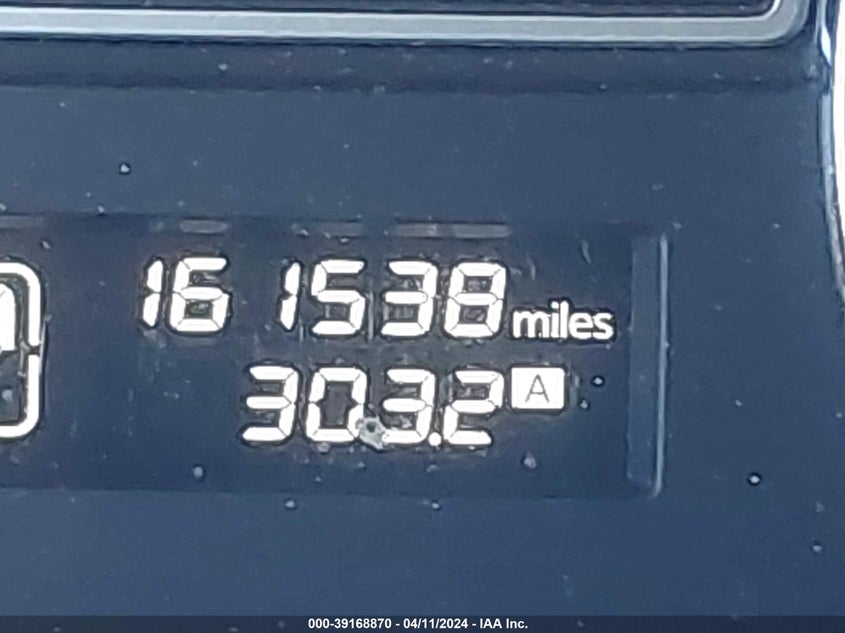 161538 miles
303.2 A
000-39168870 - 04/11/2024 - IAA Inc.